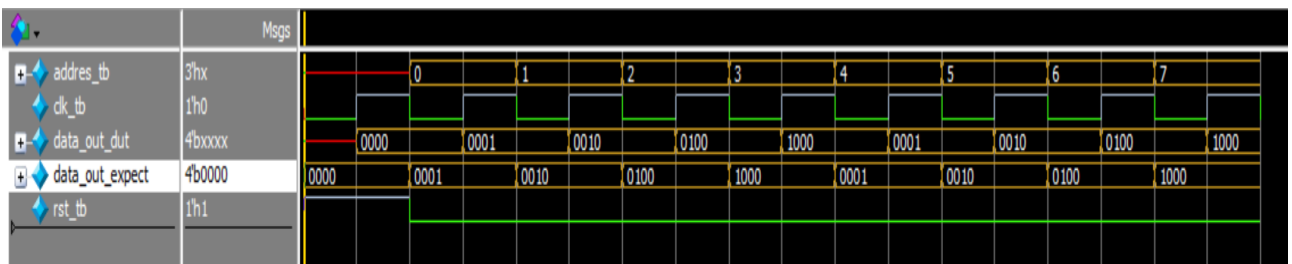 Msgs
addres_tb 3'hx 0 1 2 3 4 5 6 7
clk_tb 1'h0
data_out_dut 4'bxxxx 0000 0001 0010 0100 1000 0001 0010 0100 1000
data_out_expect 4'b0000 0000 0001 0010 0100 1000 0001 0010 0100 1000
rst_tb 1'h1